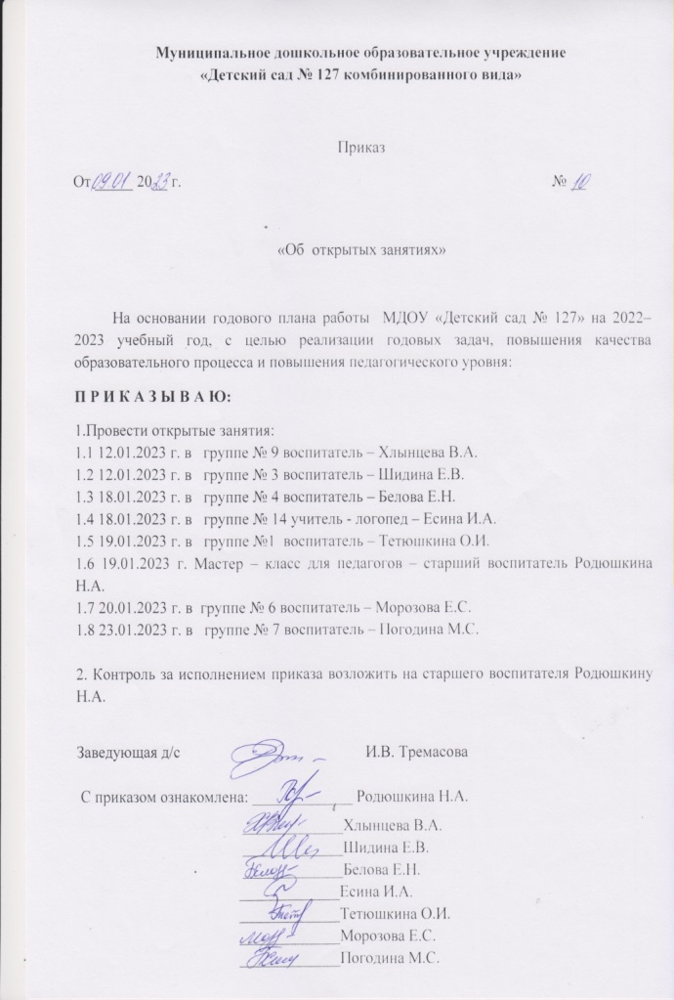 Муниципальное дошкольное образовательное учреждение
«Детский сад № 127 комбинированного вида»
Приказ
От 09.01 2023 г. № 10
«Об открытых занятиях»
На основании годового плана работы МДОУ «Детский сад № 127» на 2022–
2023 учебный год, с целью реализации годовых задач, повышения качества
образовательного процесса и повышения педагогического уровня:
П Р И К А З Ы В А Ю:
1.Провести открытые занятия:
1.1 12.01.2023 г. в группе № 9 воспитатель – Хлынцева В.А.
1.2 12.01.2023 г. в группе № 3 воспитатель – Шидина Е.В.
1.3 18.01.2023 г. в группе № 4 воспитатель – Белова Е.Н.
1.4 18.01.2023 г. в группе № 14 учитель - логопед – Есина И.А.
1.5 19.01.2023 г. в группе №1 воспитатель – Тетюшкина О.И.
1.6 19.01.2023 г. Мастер – класс для педагогов – старший воспитатель Родюшкина
Н.А.
1.7 20.01.2023 г. в группе № 6 воспитатель – Морозова Е.С.
1.8 23.01.2023 г. в группе № 7 воспитатель – Погодина М.С.
2. Контроль за исполнением приказа возложить на старшего воспитателя Родюшкину
Н.А.
Заведующая д/с И.В. Тремасова
С приказом ознакомлена: Родюшкина Н.А.
Хлынцева В.А.
Шидина Е.В.
Белова Е.Н.
Есина И.А.
Тетюшкина О.И.
Морозова Е.С.
Погодина М.С.